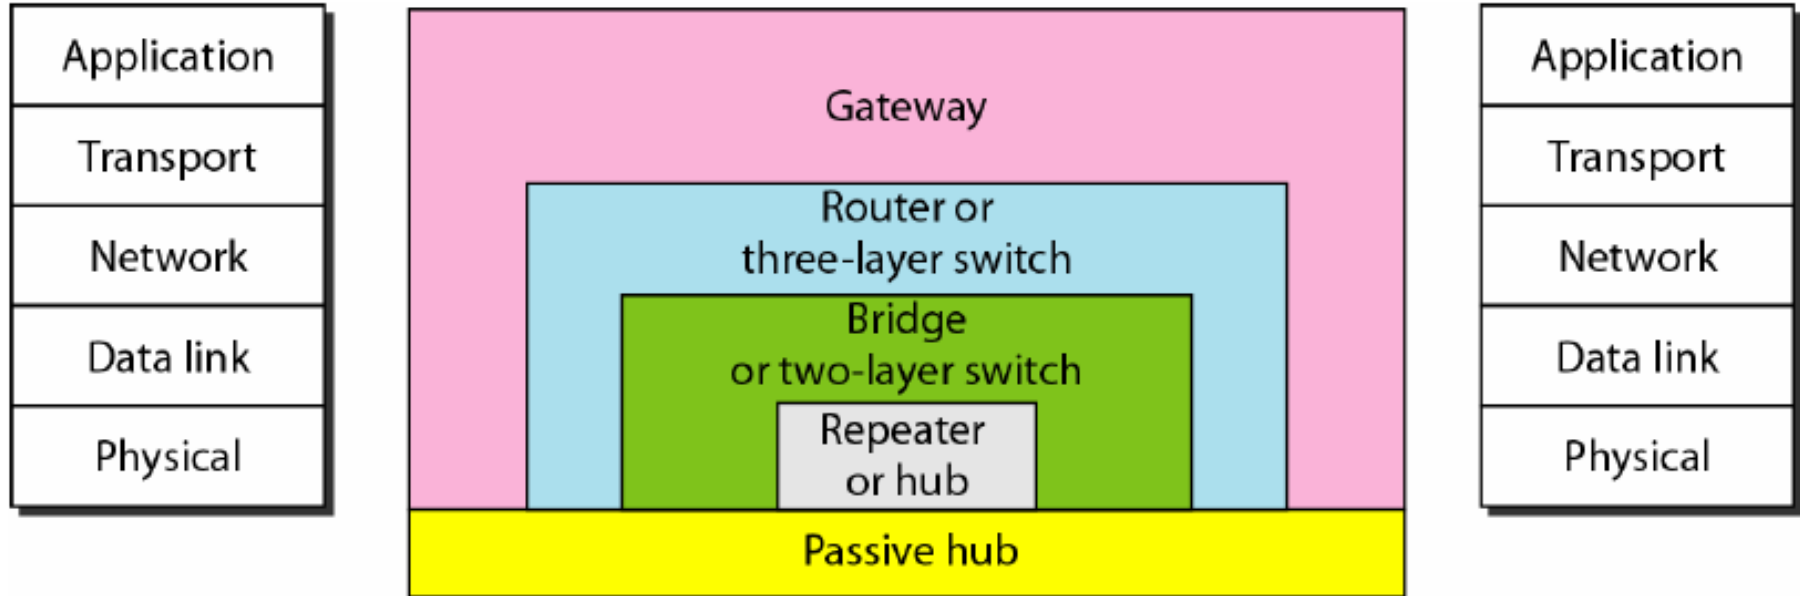 Application
Transport
Network
Data link
Physical
Gateway
Router or
three-layer switch
Bridge
or two-layer switch
Repeater
or hub
Passive hub
Application
Transport
Network
Data link
Physical